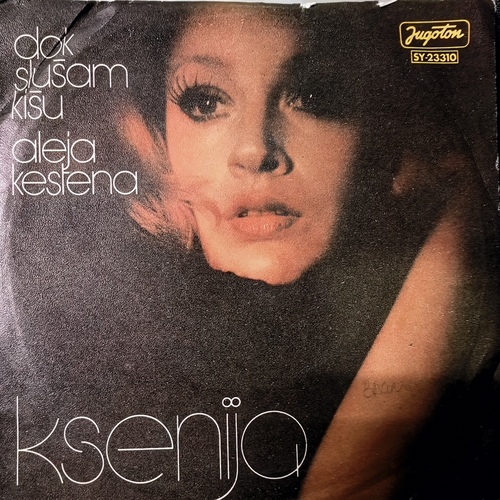 dok
slušam
kišu
aleja
kestena
Jugoton
SY-23310
ksenija